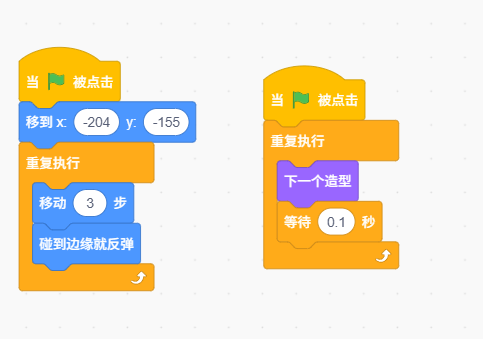 当 被点击
移到 x: -204 y: -155
重复执行
移动 3 步
碰到边缘就反弹
当 被点击
重复执行
下一个造型
等待 0.1 秒